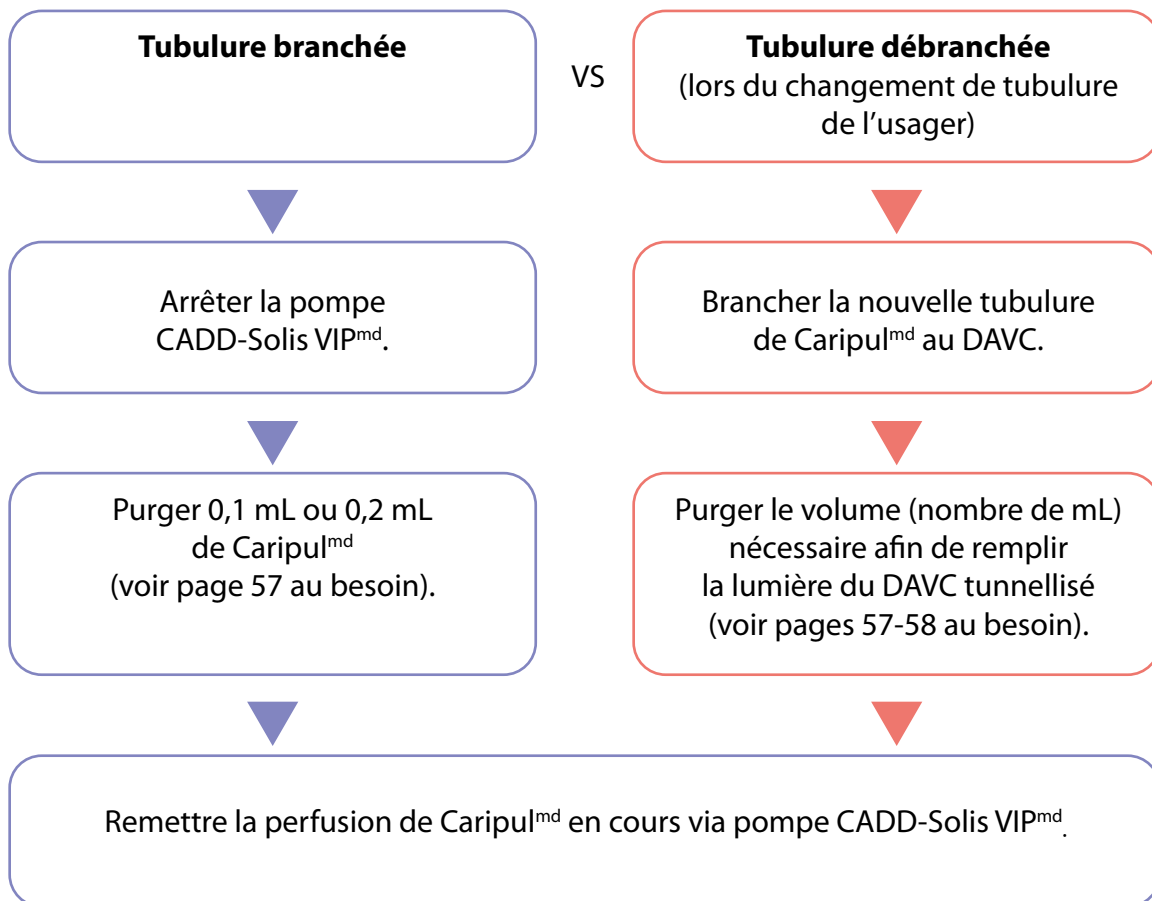 Tubulure branchée
VS
Tubulure débranchée
(lors du changement de tubulure
de l'usager)
Arrêter la pompe
CADD-Solis VIPmd.
Brancher la nouvelle tubulure
de Caripulmd au DAVC.
Purger 0,1 mL ou 0,2 mL
de Caripulmd
(voir page 57 au besoin).
Purger le volume (nombre de mL)
nécessaire afin de remplir
la lumière du DAVC tunnellisé
(voir pages 57-58 au besoin).
Remettre la perfusion de Caripulmd en cours via pompe CADD-Solis VIPmd.